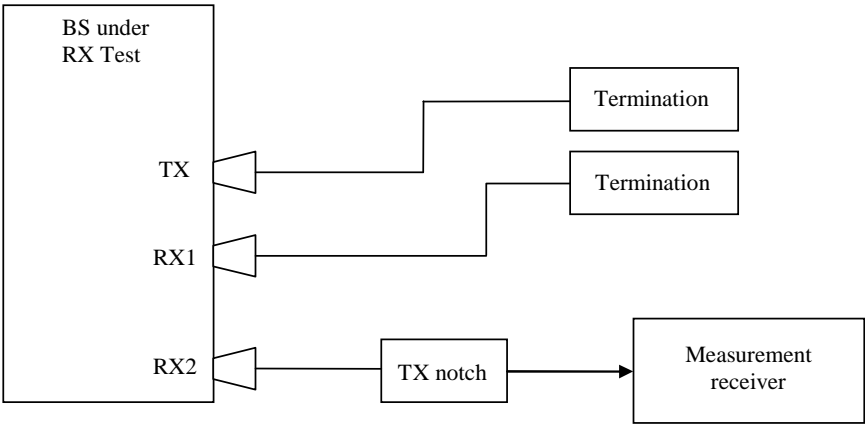 BS under
RX Test
Termination
TX
Termination
RX1
RX2
TX notch
Measurement
receiver